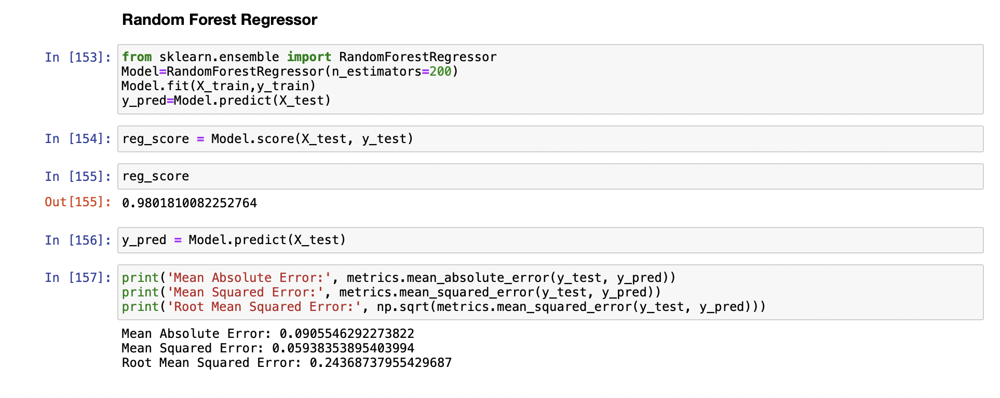 Random Forest Regressor
In [153]:
from sklearn.ensemble import RandomForestRegressor
Model=RandomForestRegressor(n_estimators=200)
Model.fit(X_train,y_train)
y_pred=Model.predict(X_test)
In [154]:
reg_score = Model.score(X_test, y_test)
In [155]:
reg_score
Out[155]:
0.9801810082252764
In [156]:
y_pred = Model.predict(X_test)
In [157]:
print('Mean Absolute Error:', metrics.mean_absolute_error(y_test, y_pred))
print('Mean Squared Error:', metrics.mean_squared_error(y_test, y_pred))
print('Root Mean Squared Error:', np.sqrt(metrics.mean_squared_error(y_test, y_pred)))
Mean Absolute Error: 0.0905546292273822
Mean Squared Error: 0.05938353895403994
Root Mean Squared Error: 0.24368737955429687